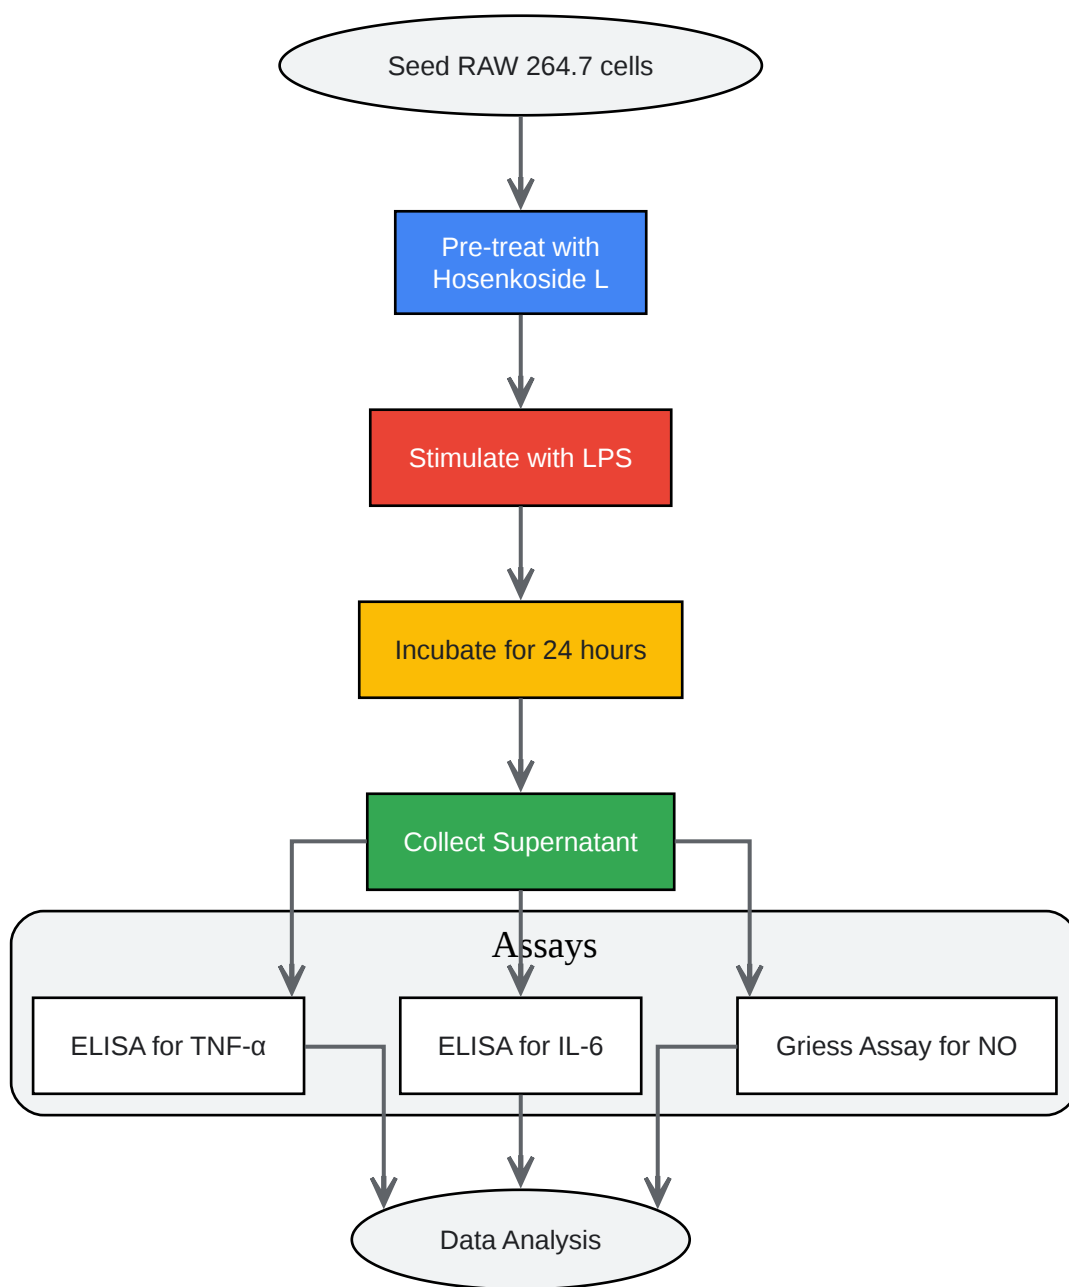 Seed RAW 264.7 cells
Pre-treat with
Hosenkoside L
Stimulate with LPS
Incubate for 24 hours
Collect Supernatant
Assays
ELISA for TNF-α
ELISA for IL-6
Griess Assay for NO
Data Analysis